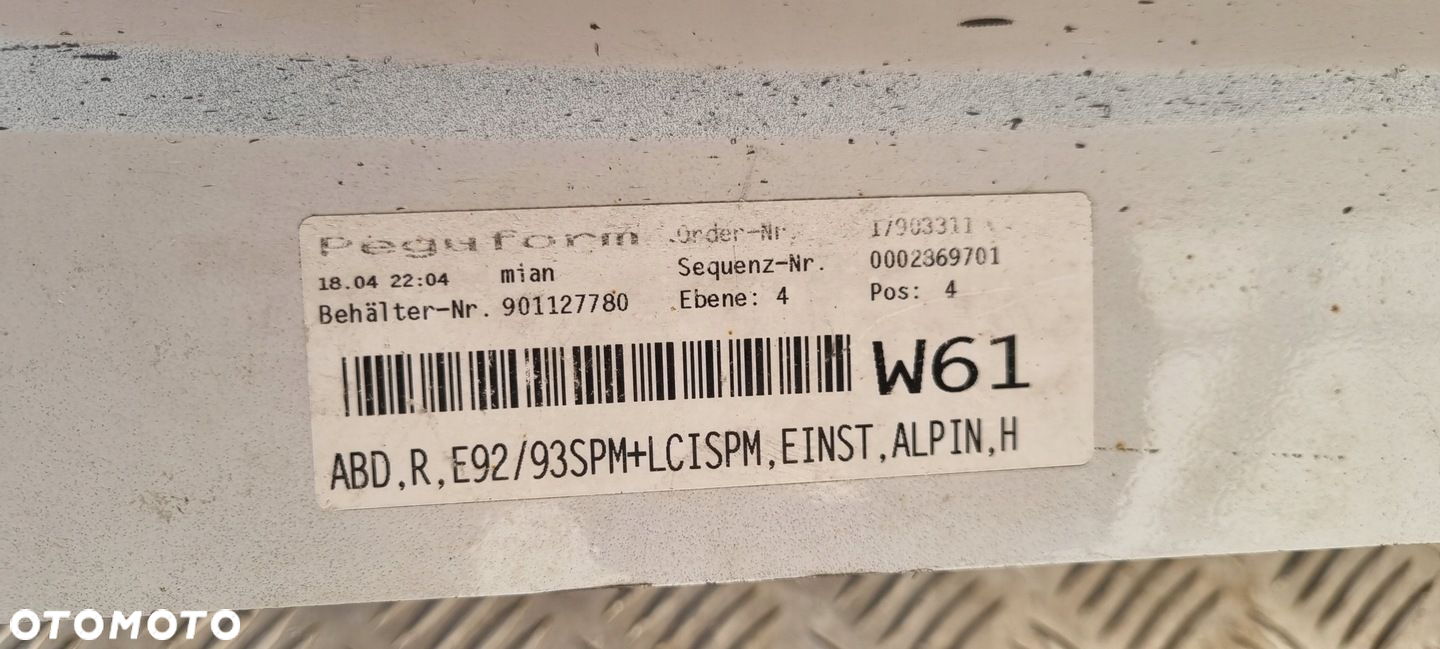 Peguform Order-Nr. 17903311
18.04 22:04 mian Sequenz-Nr. 0002369701
Behälter-Nr. 901127780 Ebene: 4 Pos: 4
W61
ABD,R,E92/93SPM+LCISPM,EINST,ALPIN,H
OTOMOTO